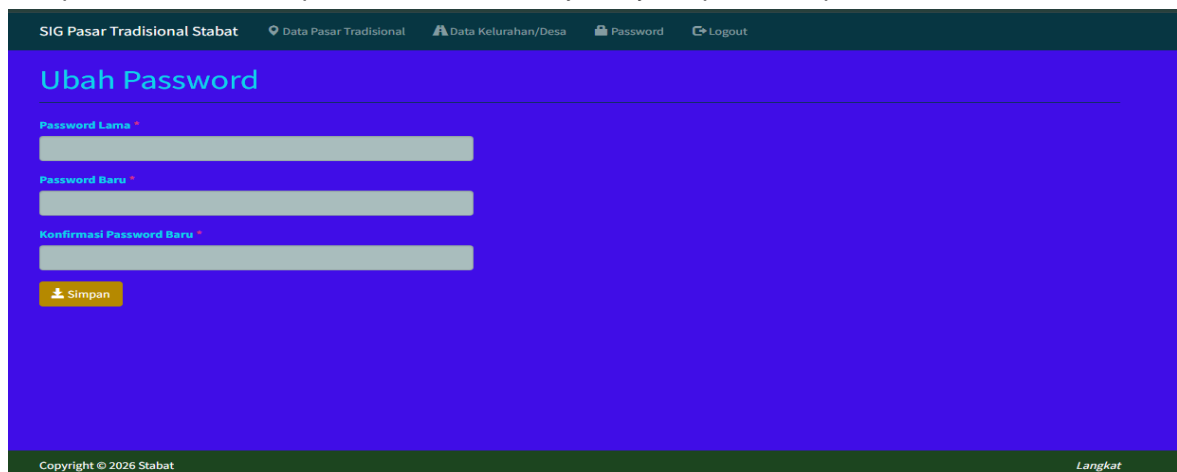 SIG Pasar Tradisional Stabat Data Pasar Tradisional Data Kelurahan/Desa Password Logout
Ubah Password
Password Lama *
Password Baru *
Konfirmasi Password Baru *
Simpan
Copyright © 2026 Stabat Langkat